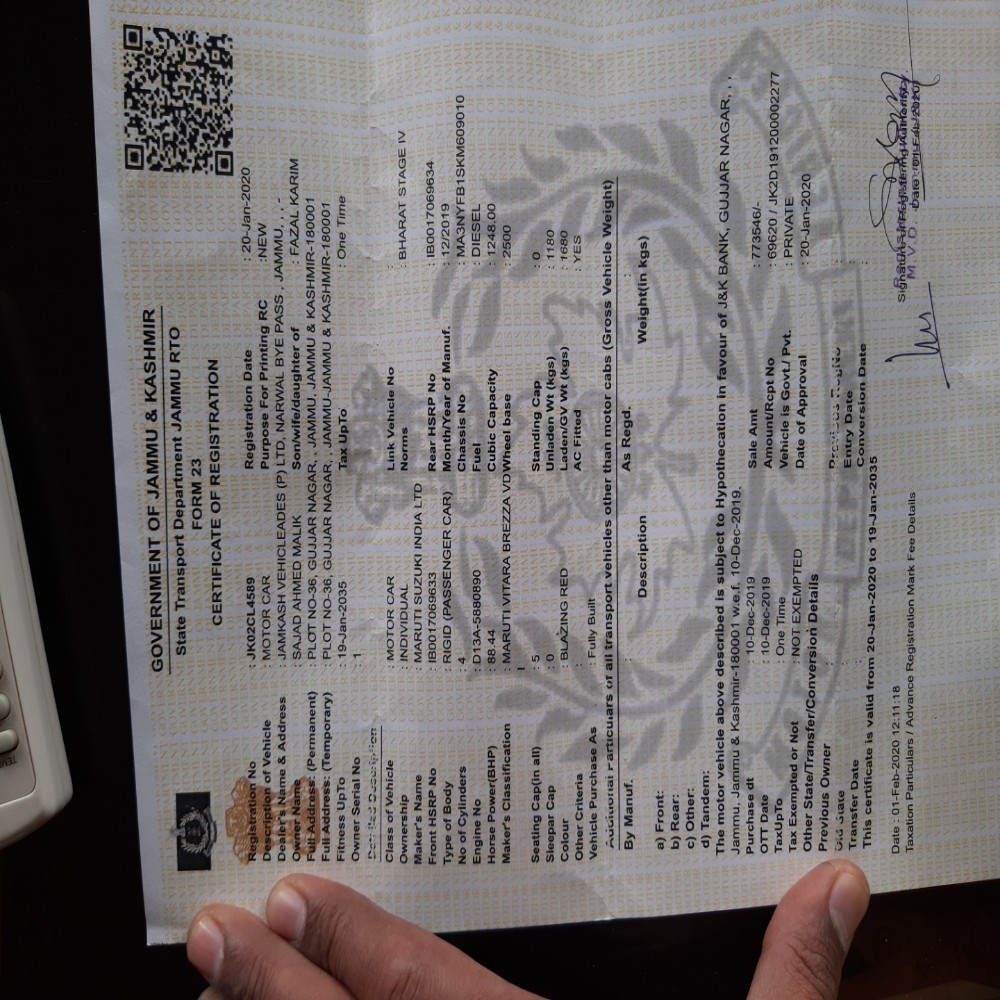 GOVERNMENT OF JAMMU & KASHMIR
State Transport Department JAMMU RTO
FORM 23
CERTIFICATE OF REGISTRATION
Registration No : JK02CL4589 Registration Date : 20-Jan-2020
Description of Vehicle : MOTOR CAR Purpose For Printing RC :NEW
Dealer's Name & Address : JAMKASH VEHICLEADES (P) LTD, NARWAL BYE PASS , JAMMU, , , -
Owner Name : SAJAD AHMED MALIK Son/wife/daughter of : FAZAL KARIM
Full Address: (Permanent) : PLOT NO-36, GUJJAR NAGAR, , JAMMU, JAMMU & KASHMIR-180001
Full Address: (Temporary) : PLOT NO-36, GUJJAR NAGAR, , JAMMU-JAMMU & KASHMIR-180001
Fitness UpTo : 19-Jan-2035 Tax UpTo : One Time
Owner Serial No : 1
Detailed Description
Class of Vehicle : MOTOR CAR Link Vehicle No :
Ownership : INDIVIDUAL Norms : BHARAT STAGE IV
Maker's Name : MARUTI SUZUKI INDIA LTD
Front HSRP No : IB0017069633 Rear HSRP No : IB0017069634
Type of Body : RIGID (PASSENGER CAR) Month/Year of Manuf. : 12/2019
No of Cylinders : 4 Chassis No : MA3NYFB1SKM609010
Engine No : D13A-5880890 Fuel : DIESEL
Horse Power(BHP) : 88.44 Cubic Capacity : 1248.00
Maker's Classification : MARUTI VITARA BREZZA VD Wheel base : 2500
I
Seating Cap(in all) : 5 Standing Cap : 0
Sleepar Cap : 0 Unladen Wt (kgs) : 1180
Colour : BLAZING RED Laden/GV Wt (kgs) : 1680
Other Criteria : AC Fitted : YES
Vehicle Purchase As : Fully Built
Additional Particulars of all transport vehicles other than motor cabs (Gross Vehicle Weight)
By Manuf. : As Regd. :
Description Weight(in kgs)
a) Front:
b) Rear:
c) Other:
d) Tandem:
The motor vehicle above described is subject to Hypothecation in favour of J&K BANK, GUJJAR NAGAR, , ,
Jammu, Jammu & Kashmir-180001 w.e.f. 10-Dec-2019.
Purchase dt : 10-Dec-2019 Sale Amt : 773546/-
OTT Date : 10-Dec-2019 Amount/Rcpt No : 69620 / JK2D191200002277
TaxUpTo : One Time Vehicle is Govt./ Pvt. : PRIVATE
Tax Exempted or Not : NOT EXEMPTED Date of Approval : 20-Jan-2020
Other State/Transfer/Conversion Details
Previous Owner : Previous RegNo :
Old State : Entry Date :
Transfer Date : Conversion Date :
This certificate is valid from 20-Jan-2020 to 19-Jan-2035
Date : 01-Feb-2020 12:11:18
Taxation Particulars / Advance Registration Mark Fee Details